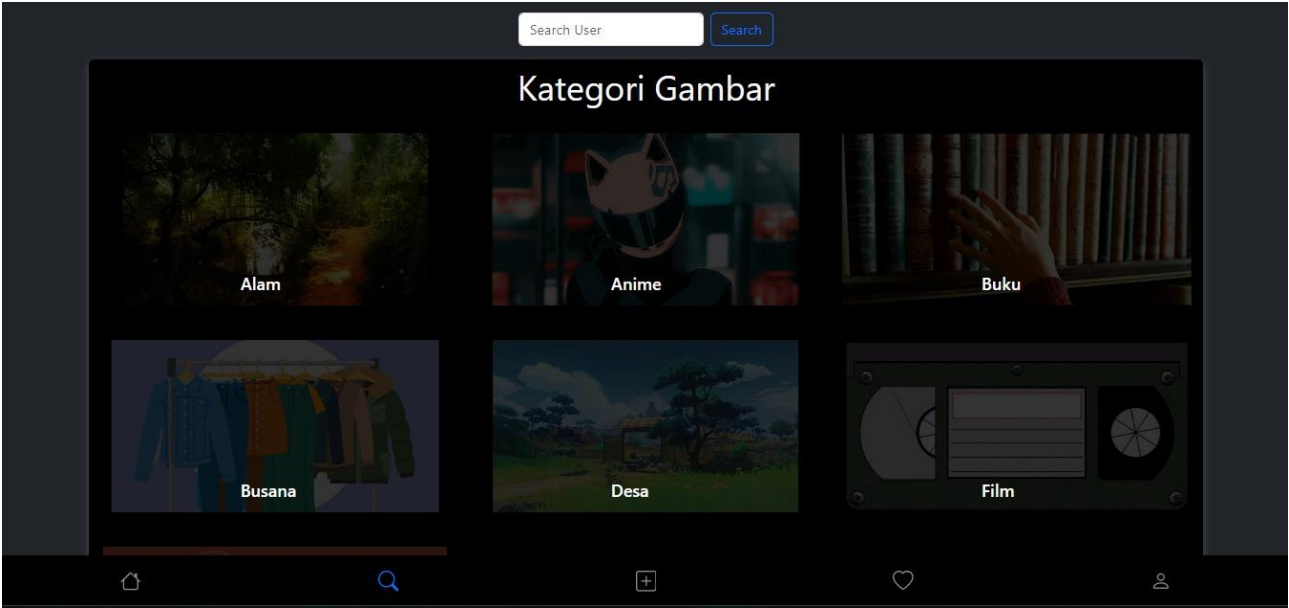 Search User
Search
Kategori Gambar
Alam
Anime
Buku
Busana
Desa
Film